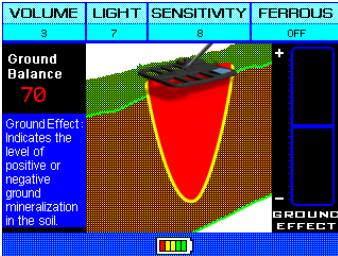 VOLUME LIGHT SENSITIVITY FERROUS
3 7 8 OFF
Ground
Balance
70
Ground Effect :
Indicates the
level of
positive or
negative
ground
mineralization
in the soil.
+
-
GROUND
EFFECT